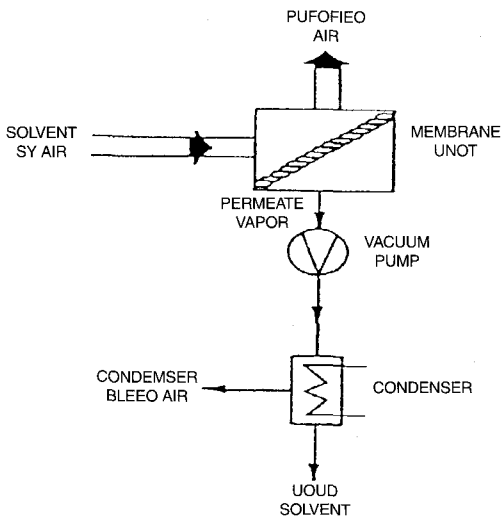 PUFOFIEO
AIR
SOLVENT
SY AIR
MEMBRANE
UNOT
PERMEATE
VAPOR
VACUUM
PUMP
CONDEMSER
BLEEO AIR
CONDENSER
UOUD
SOLVENT